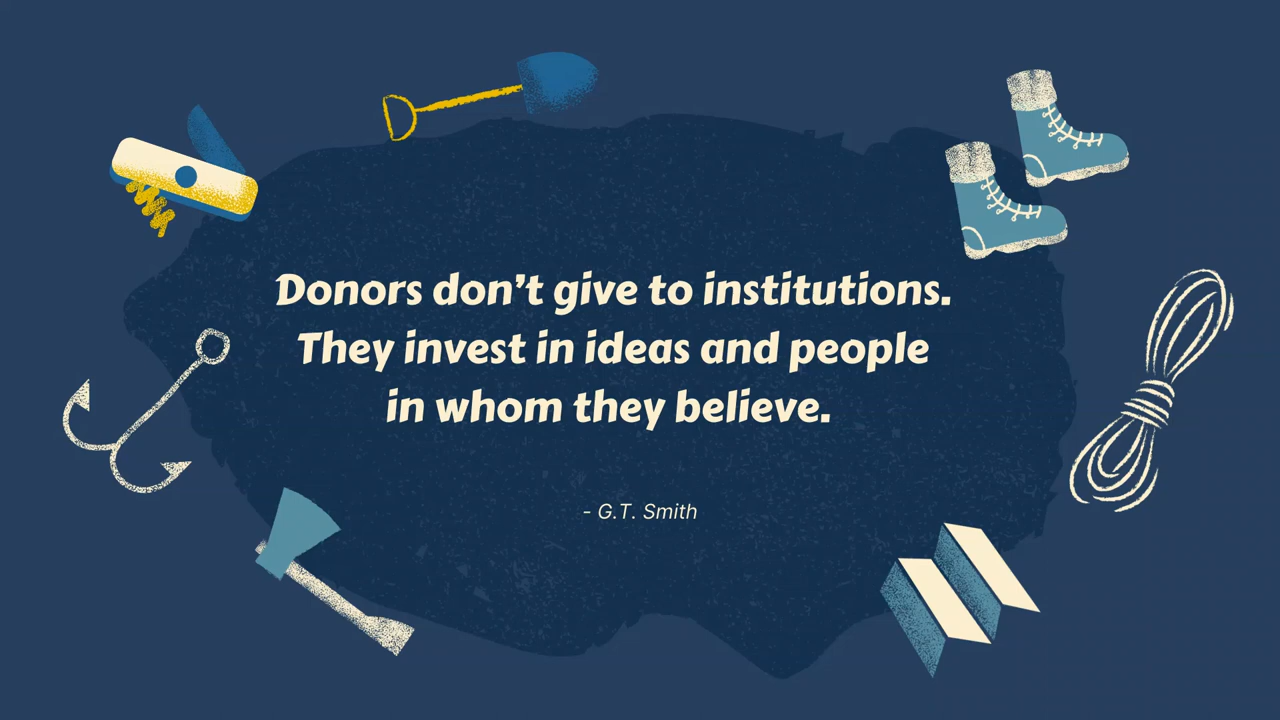 Donors don’t give to institutions.
They invest in ideas and people
in whom they believe.
- G.T. Smith